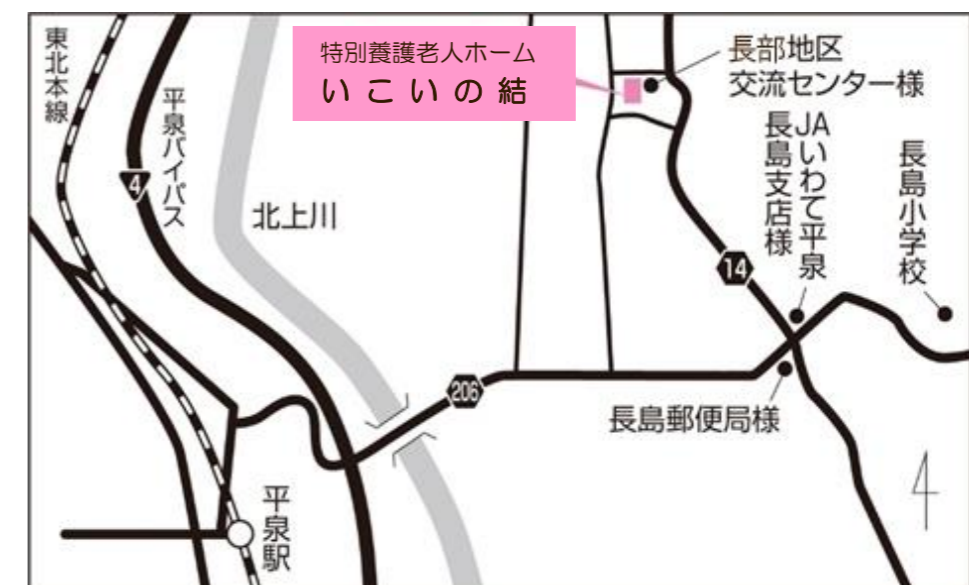 東北本線
平泉バイパス
4
北上川
特別養護老人ホーム
いこいの結
長部地区
交流センター様
JAいわて平泉
長島支店様
長島小学校
14
206
長島郵便局様
平泉駅